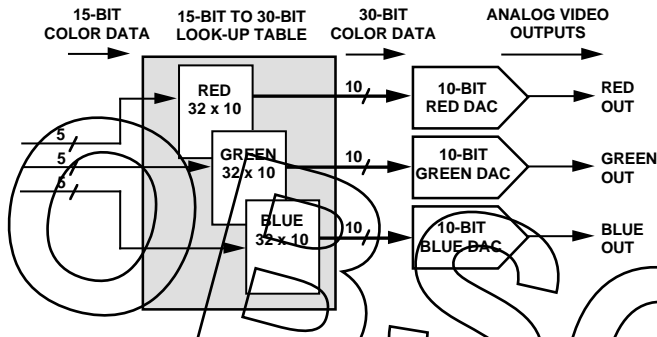 15-BIT
COLOR DATA
15-BIT TO 30-BIT
LOOK-UP TABLE
30-BIT
COLOR DATA
ANALOG VIDEO
OUTPUTS
RED
32 x 10
10
10-BIT
RED DAC
RED
OUT
5
5
5
GREEN
32 x 10
10
10-BIT
GREEN DAC
GREEN
OUT
BLUE
32 x 10
10
10-BIT
BLUE DAC
BLUE
OUT